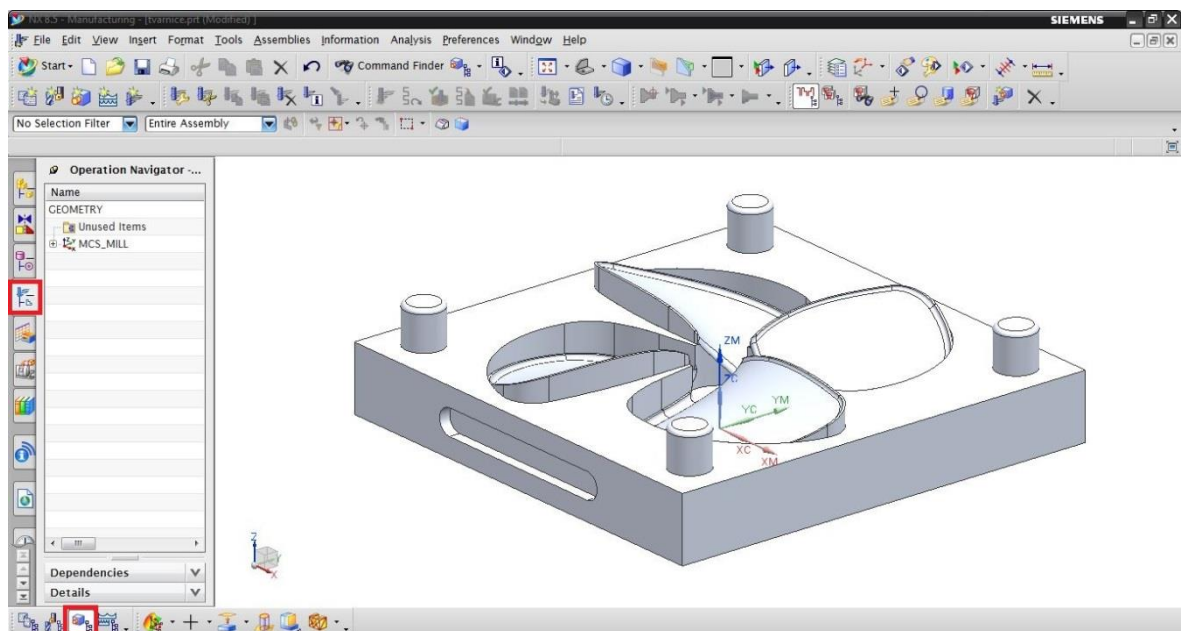 NX 8.5 - Manufacturing - [tvarnice.prt (Modified) ]
SIEMENS
File Edit View Insert Format Tools Assemblies Information Analysis Preferences Window Help
Start
Command Finder
No Selection Filter
Entire Assembly
Operation Navigator -...
Name
GEOMETRY
Unused Items
MCS_MILL
Dependencies
Details
ZM
ZC
YC
YM
XC
XM
Z
Y
X